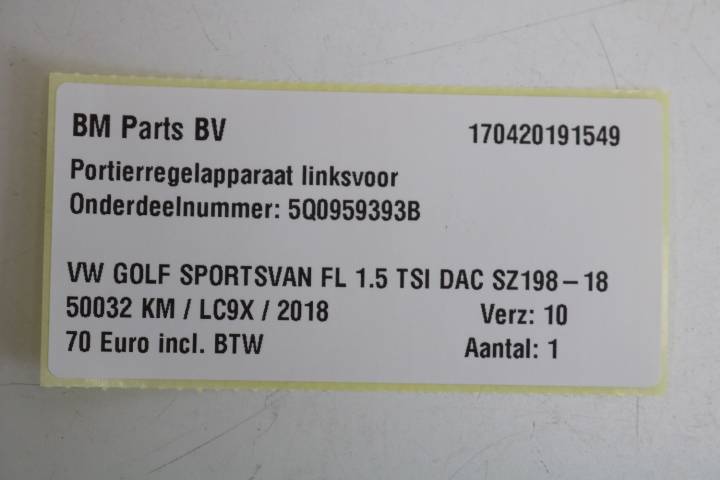 BM Parts BV 170420191549
Portierregelapparaat linksvoor
Onderdeelnummer: 5Q0959393B
VW GOLF SPORTSVAN FL 1.5 TSI DAC SZ198-18
50032 KM / LC9X / 2018 Verz: 10
70 Euro incl. BTW Aantal: 1